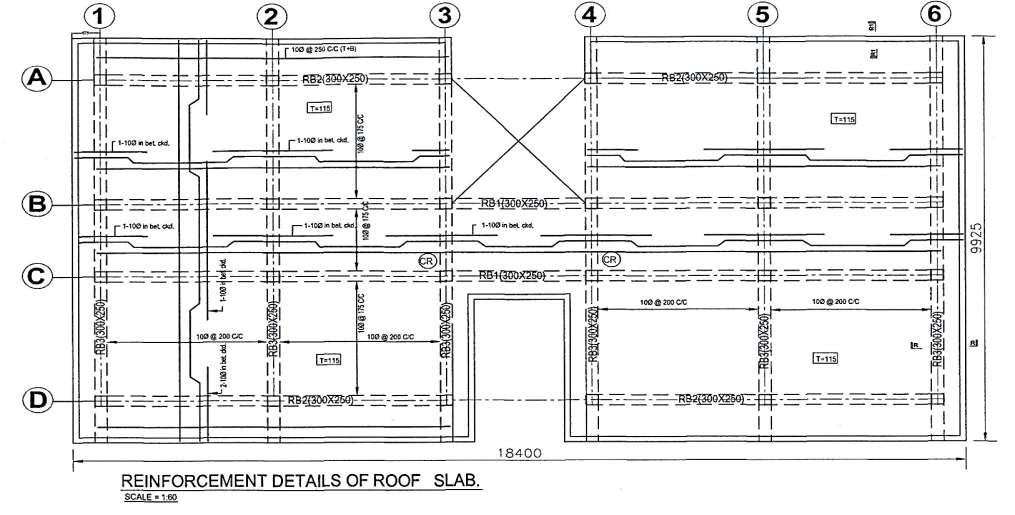 1 2 3 4 5 6
10Ø @ 250 C/C (T+B)
A
RB2(300X250)
RB2(300X250)
T=115
T=115
10Ø @ 175 C/C
1-10Ø in bet. ckd.
1-10Ø in bet. ckd.
B
RB1(300X250)
10Ø @ 175 C/C
1-10Ø in bet. ckd.
1-10Ø in bet. ckd.
1-10Ø in bet. ckd.
9925
CR
CR
C
RB1(300X250)
1-10Ø in bet. ckd.
10Ø @ 175 C/C
10Ø @ 200 C/C
10Ø @ 200 C/C
RB3(300X250)
RB3(300X250)
RB3(300X250)
RB3(300X250)
RB3(300X250)
RB3(300X250)
10Ø @ 200 C/C
10Ø @ 200 C/C
T=115
T=115
2-10Ø in bet. ckd.
D
RB2(300X250)
RB2(300X250)
18400
REINFORCEMENT DETAILS OF ROOF SLAB.
SCALE = 1:60